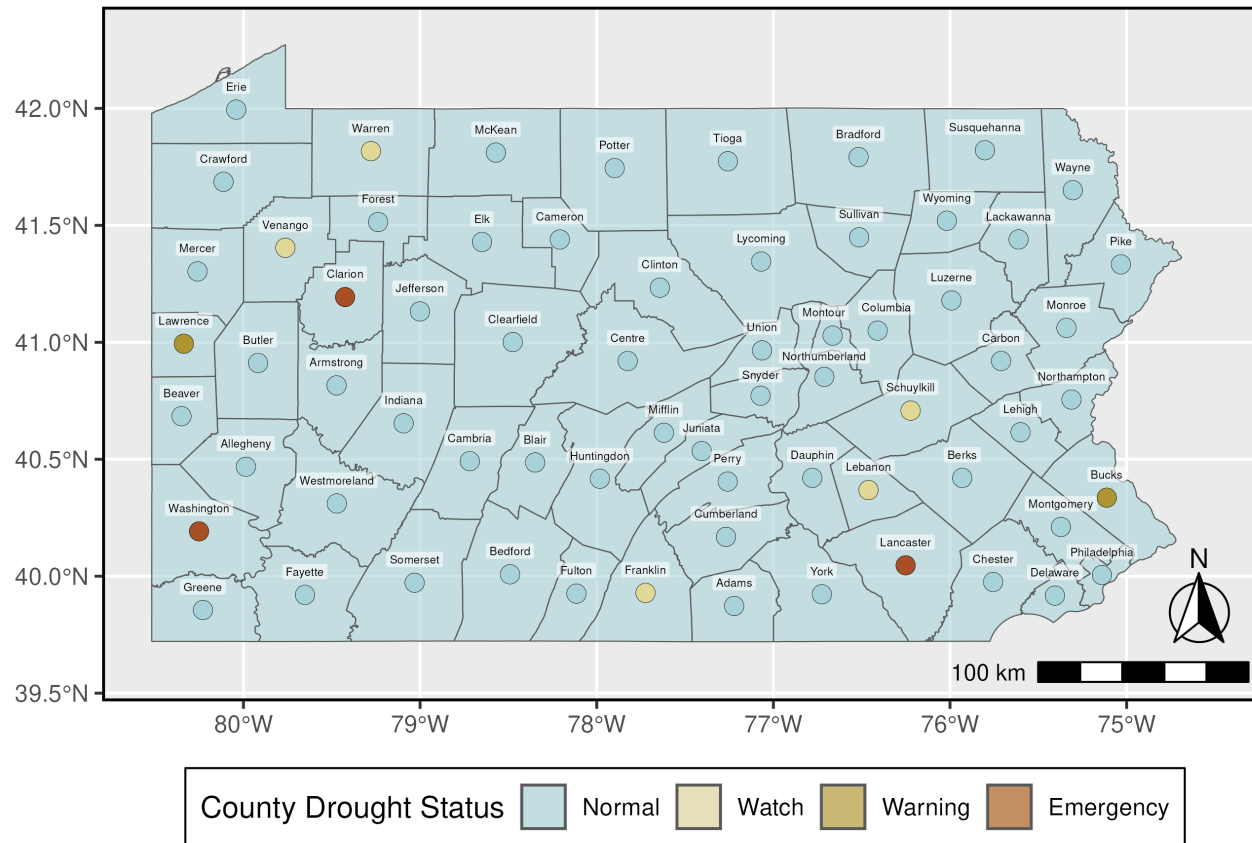 Erie
42.0°N
Warren
McKean
Susquehanna
Bradford
Tioga
Potter
Crawford
Wayne
Forest
Wyoming
Venango
41.5°N
Elk
Cameron
Sullivan
Lackawanna
Lycoming
Pike
Mercer
Clinton
Clarion
Luzerne
Jefferson
Monroe
Columbia
Montour
Lawrence
Clearfield
Union
41.0°N
Butler
Centre
Carbon
Northumberland
Armstrong
Snyder
Northampton
Schuylkill
Beaver
Indiana
Mifflin
Lehigh
Juniata
Cambria
Blair
Allegheny
40.5°N
Huntingdon
Perry
Dauphin
Berks
Lebanon
Bucks
Westmoreland
Montgomery
Washington
Cumberland
Lancaster
Philadelphia
Bedford
N
Somerset
Chester
40.0°N
Fayette
Fulton
Franklin
York
Delaware
Adams
Greene
100 km
39.5°N
80°W 79°W 78°W 77°W 76°W 75°W
County Drought Status Normal Watch Warning Emergency